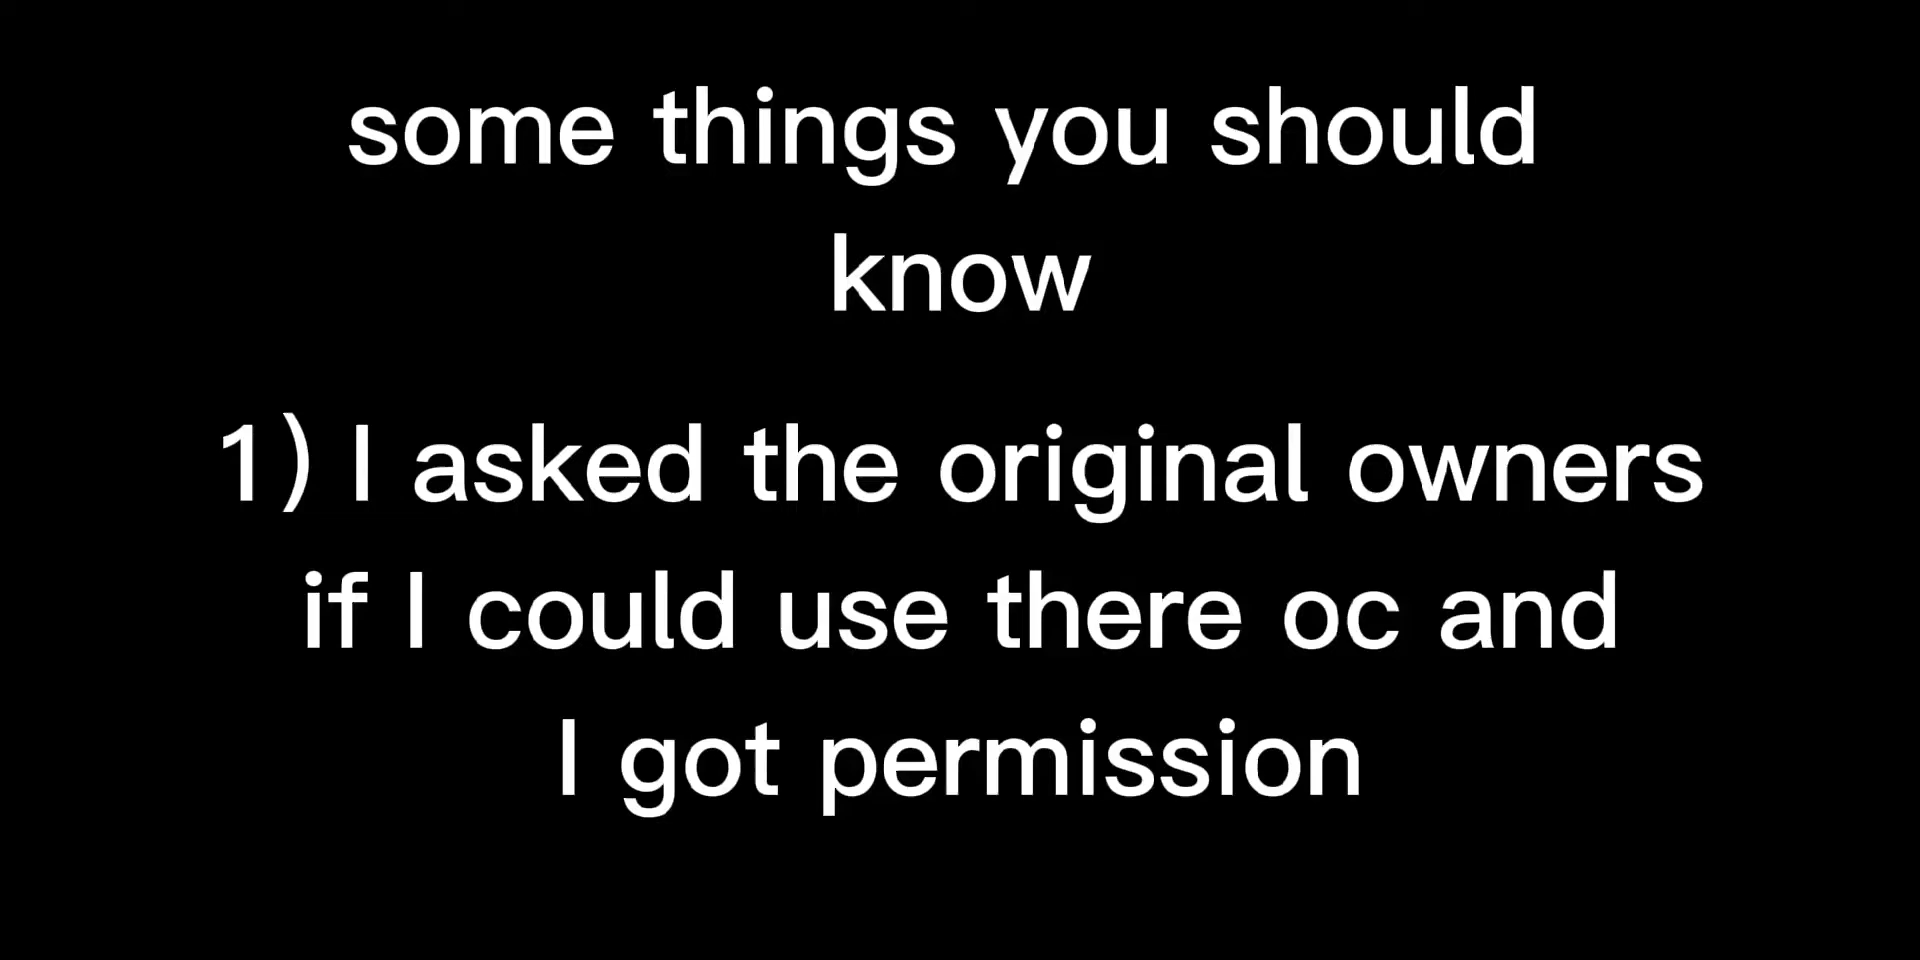 some things you should
know
1) I asked the original owners
if I could use there oc and
I got permission